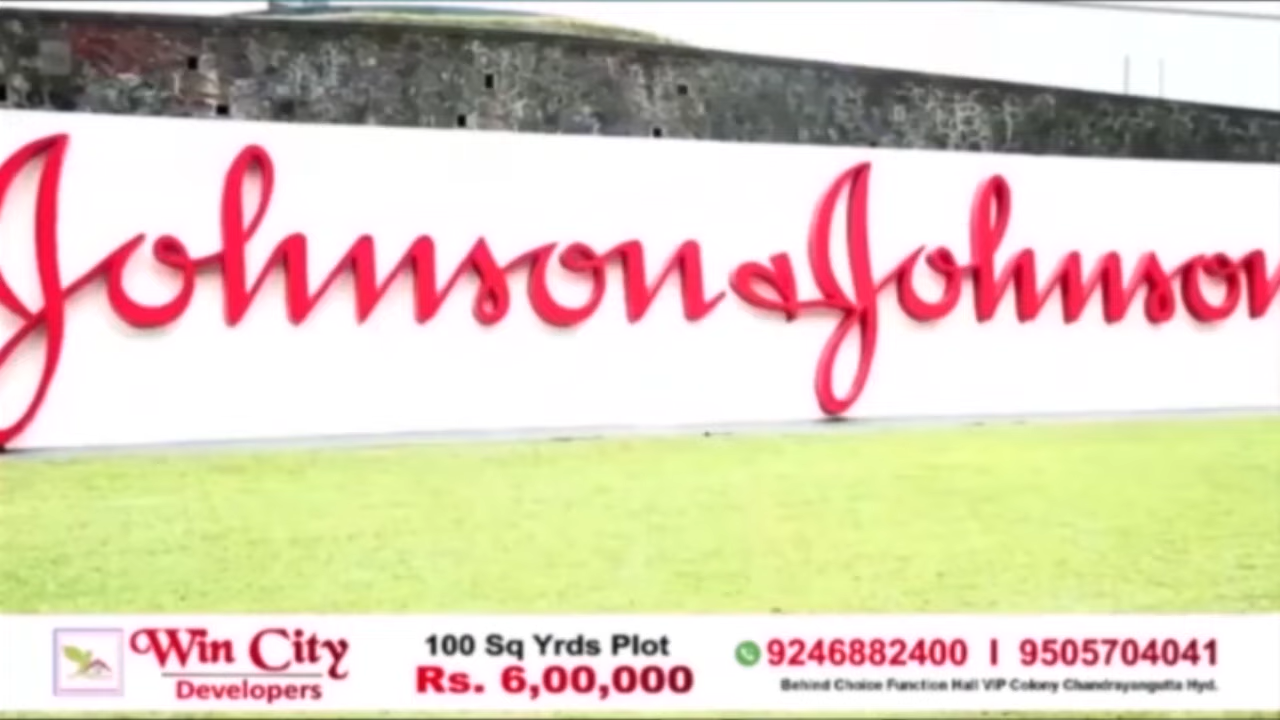 Johnson & Johnson
Win City
Developers
100 Sq Yrds Plot
Rs. 6,00,000
9246882400 | 9505704041
Behind Choice Function Hall VIP Colony Chandrayangutta Hyd.